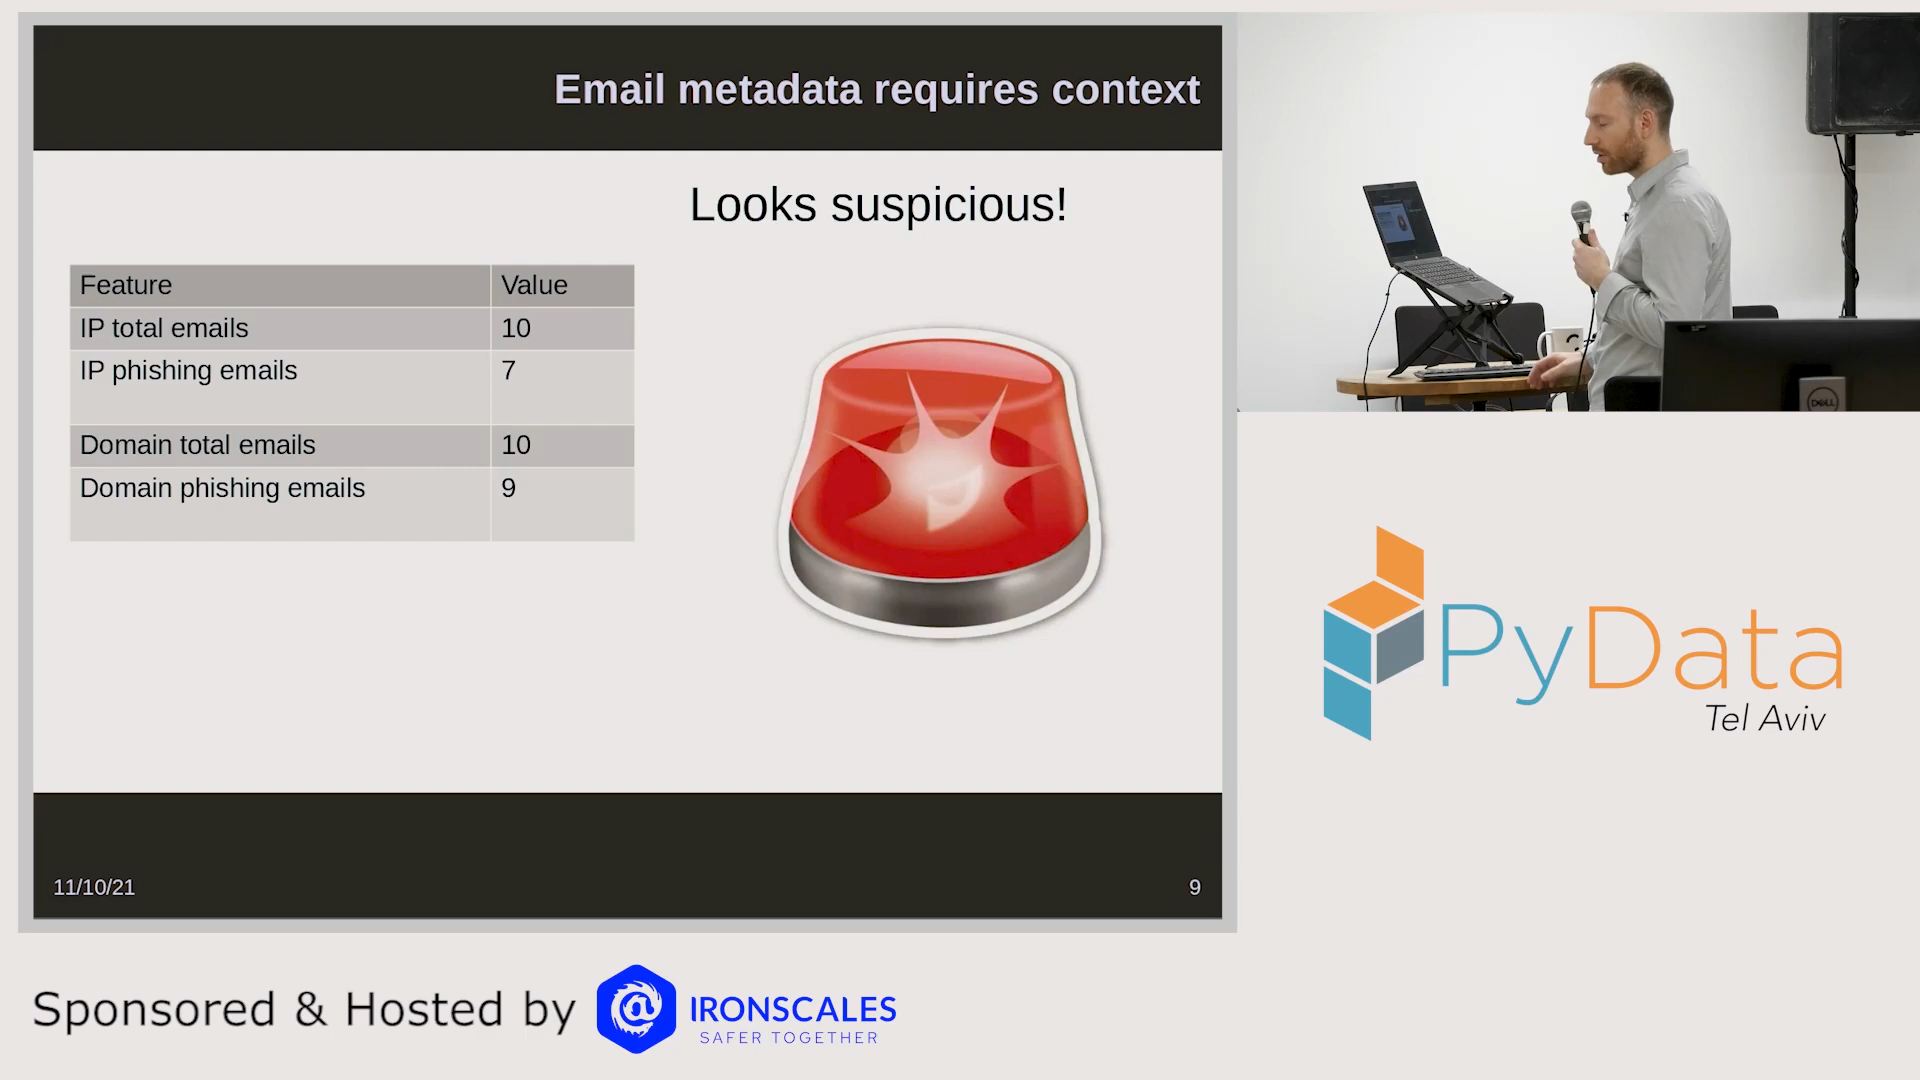 Email metadata requires context
Looks suspicious!
Feature Value
IP total emails 10
IP phishing emails 7
Domain total emails 10
Domain phishing emails 9
11/10/21 9
PyData
Tel Aviv
DELL
Sponsored & Hosted by IRONSCALES
SAFER TOGETHER